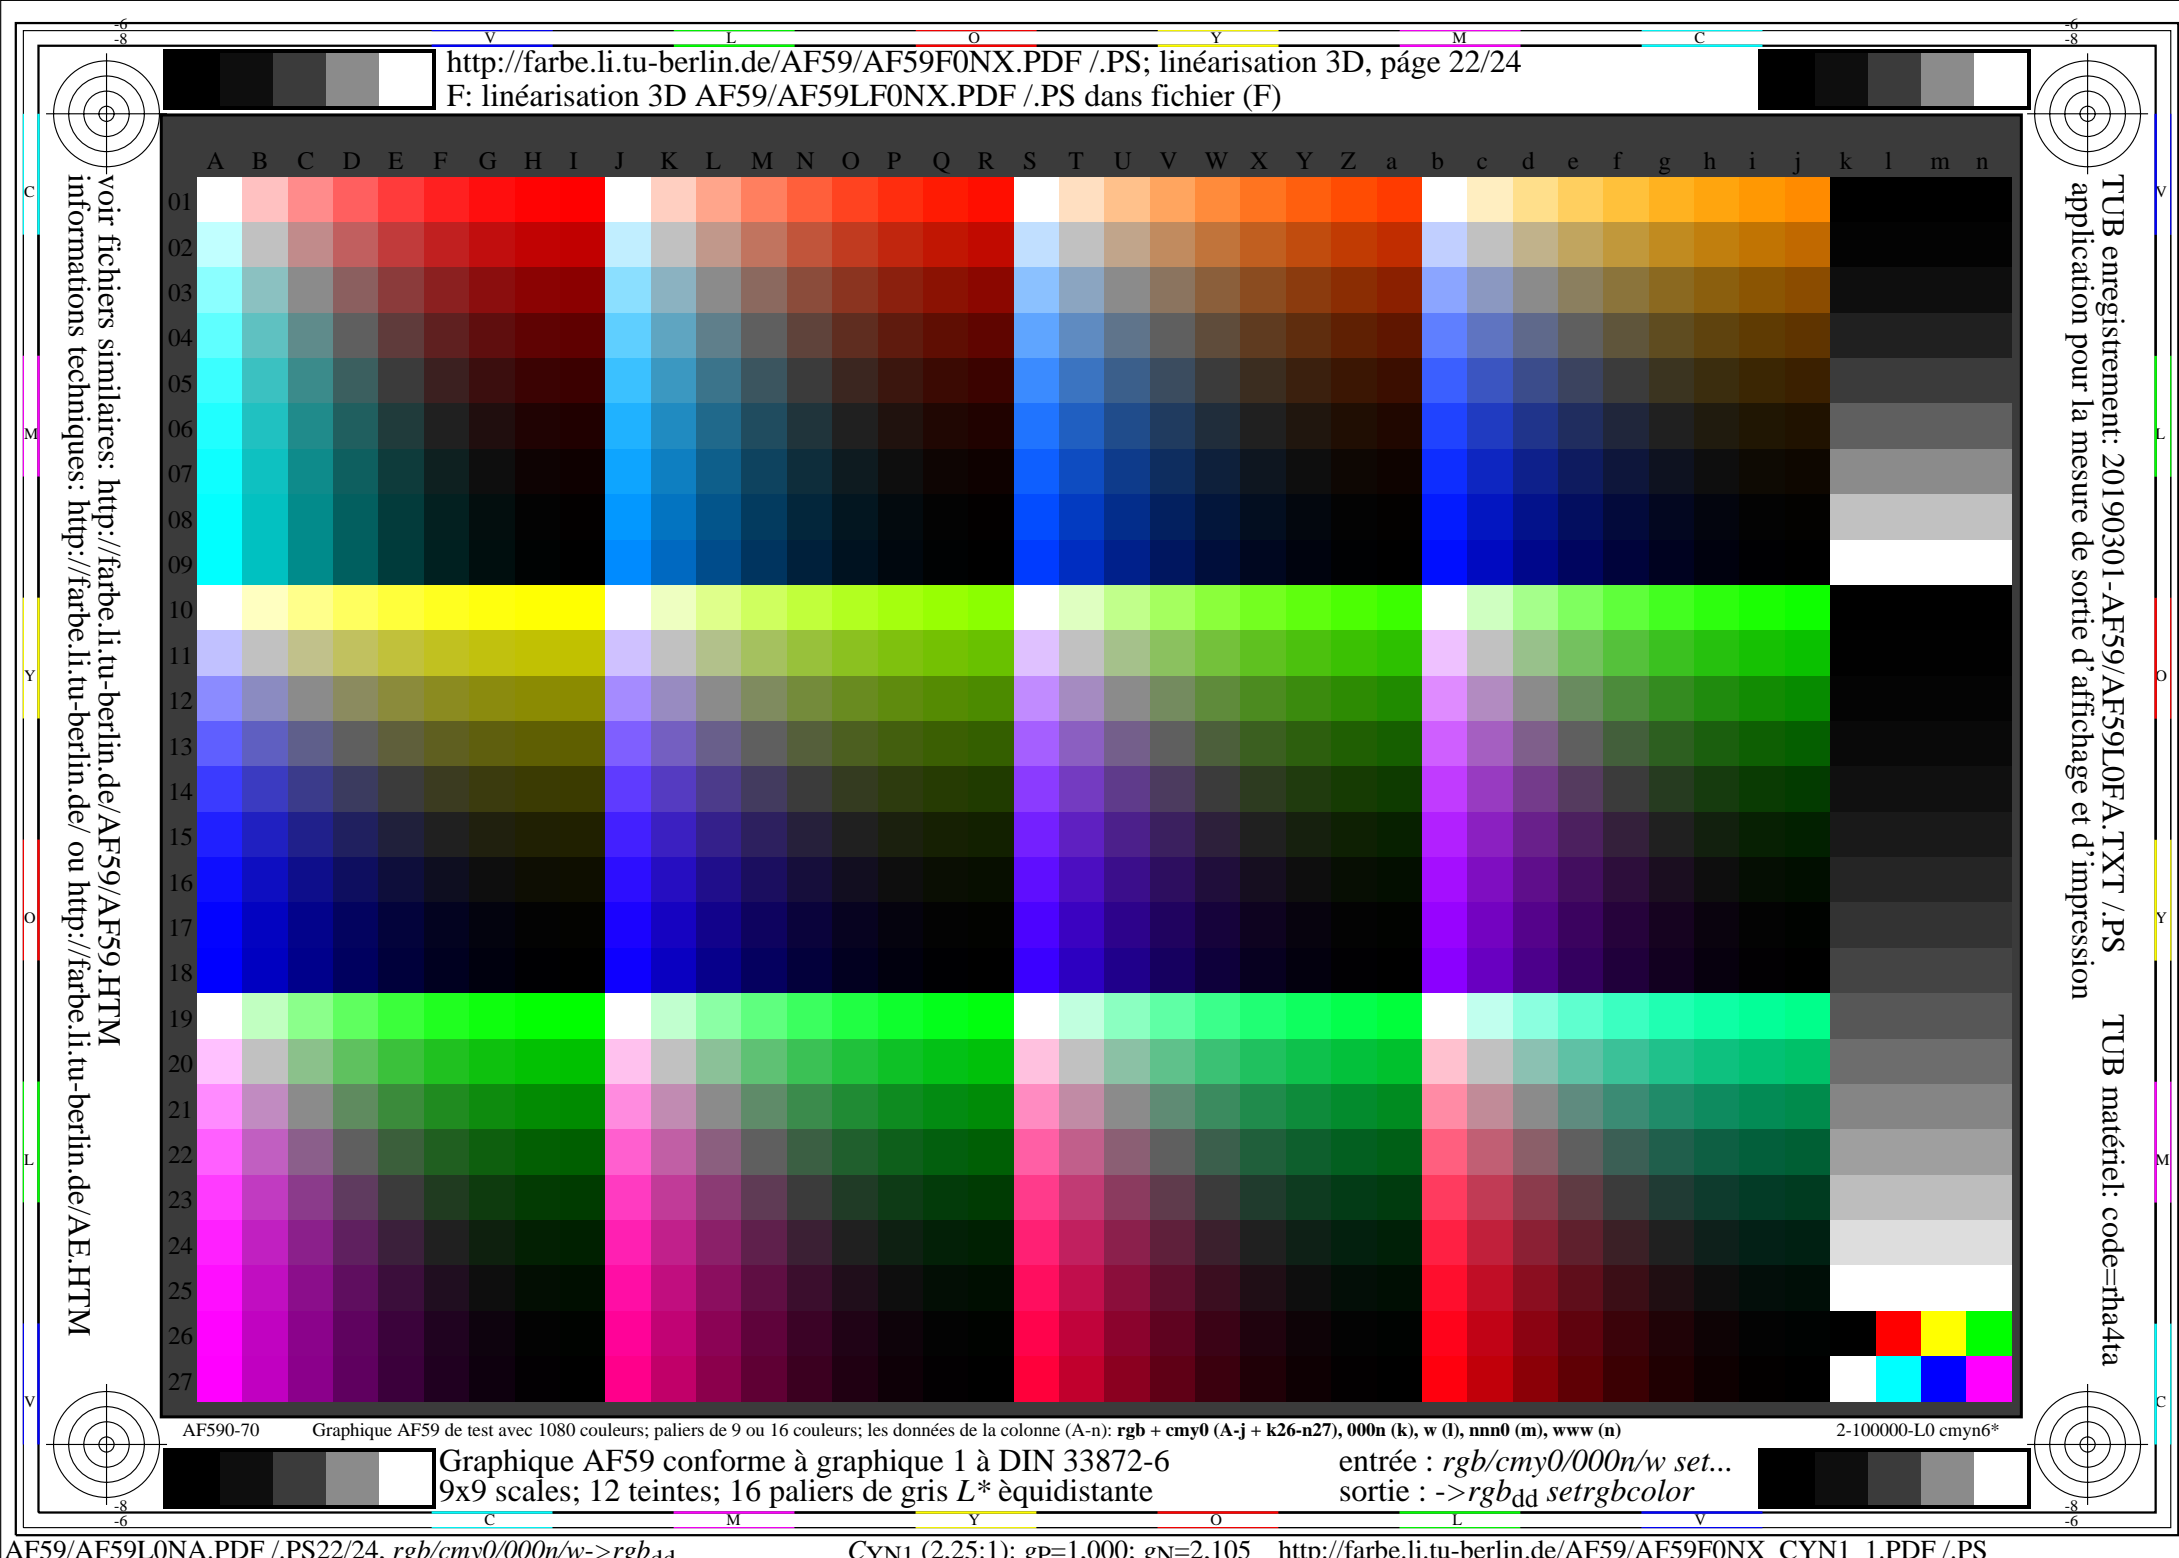 -6
-8
V L O Y M C
-6
-8
http://farbe.li.tu-berlin.de/AF59/AF59F0NX.PDF /.PS; linéarisation 3D, páge 22/24
F: linéarisation 3D AF59/AF59LF0NX.PDF /.PS dans fichier (F)
A B C D E F G H I J K L M N O P Q R S T U V W X Y Z a b c d e f g h i j k l m n
01
02
03
04
05
06
07
08
09
10
11
12
13
14
15
16
17
18
19
20
21
22
23
24
25
26
27
C
M
Y
O
L
V
voir fichiers similaires: http://farbe.li.tu-berlin.de/AF59/AF59.HTM
informations techniques: http://farbe.li.tu-berlin.de/ ou http://farbe.li.tu-berlin.de/AE.HTM
TUB enregistrement: 20190301-AF59/AF59L0FA.TXT /.PS TUB matériel: code=rha4ta
application pour la mesure de sortie d'affichage et d'impression
V
L
O
Y
M
C
AF590-70 Graphique AF59 de test avec 1080 couleurs; paliers de 9 ou 16 couleurs; les données de la colonne (A-n): rgb + cmy0 (A-j + k26-n27), 000n (k), w (l), nnn0 (m), www (n) 2-100000-L0 cmyn6*
Graphique AF59 conforme à graphique 1 à DIN 33872-6 entrée : rgb/cmy0/000n/w set...
9x9 scales; 12 teintes; 16 paliers de gris L* èquidistante sortie : ->rgbdd setrgbcolor
-8
-6
C M Y O L V
-8
-6
AF59/AF59L0NA.PDF /.PS22/24, rgb/cmy0/000n/w->rgbdd CYN1 (2.25:1): gP=1.000; gN=2.105 http://farbe.li.tu-berlin.de/AF59/AF59F0NX_CYN1_1.PDF /.PS